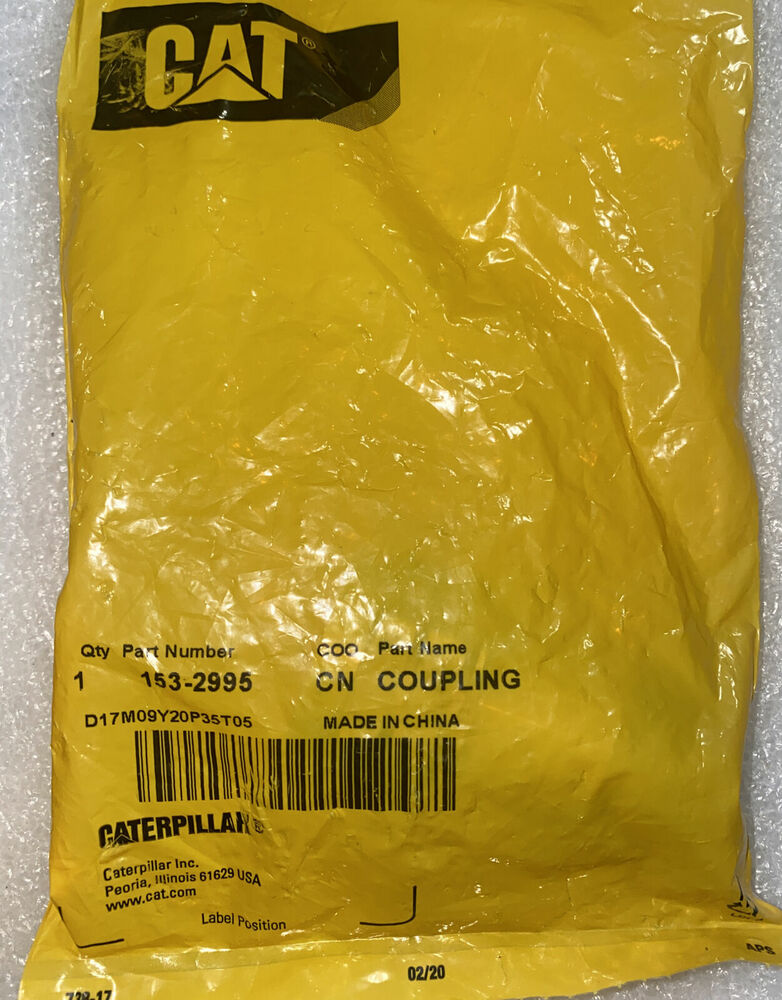 CAT®
Qty Part Number COO Part Name
1 153-2995 CN COUPLING
D17M09Y20P35T05 MADE IN CHINA
CATERPILLAR®
Caterpillar Inc.
Peoria, Illinois 61629 USA
www.cat.com
Label Position
APS
02/20